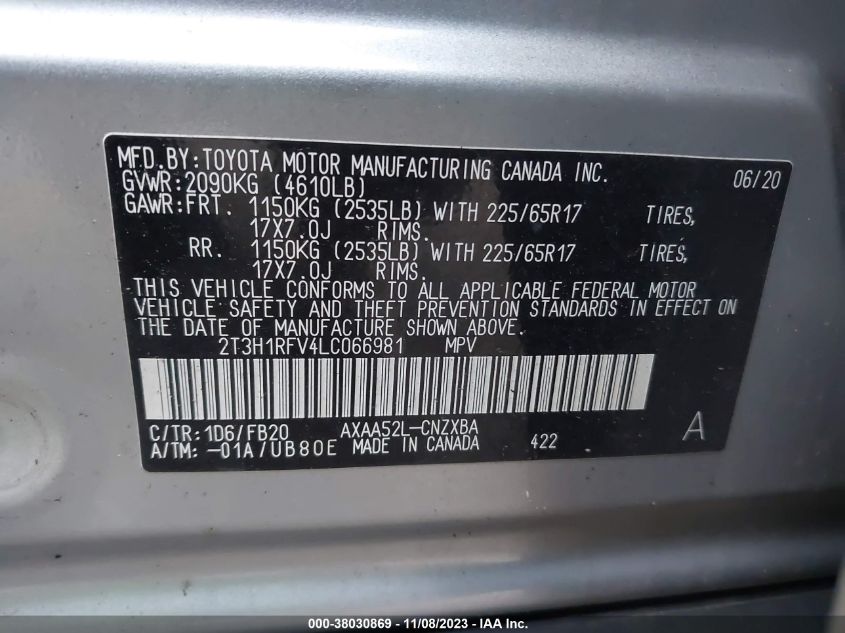 MFD.BY:TOYOTA MOTOR MANUFACTURING CANADA INC. 06/20
GVWR:2090KG (4610LB)
GAWR:FRT. 1150KG (2535LB) WITH 225/65R17 TIRES,
17X7.0J RIMS.
RR. 1150KG (2535LB) WITH 225/65R17 TIRES,
17X7.0J RIMS.
THIS VEHICLE CONFORMS TO ALL APPLICABLE FEDERAL MOTOR
VEHICLE SAFETY AND THEFT PREVENTION STANDARDS IN EFFECT ON
THE DATE OF MANUFACTURE SHOWN ABOVE.
2T3H1RFV4LC066981 MPV
C/TR:1D6/FB20 AXAA52L-CNZXBA A
A/TM:-01A/UB80E MADE IN CANADA 422
000-38030869 - 11/08/2023 - IAA Inc.